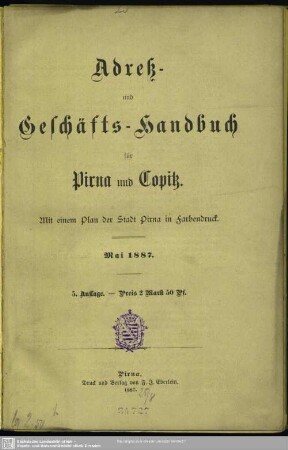 Adreß-
und
Geschäfts-Handbuch
für
Pirna und Copitz.
Mit einem Plan der Stadt Pirna in Farbendruck.
Mai 1887.
5. Auflage. — Preis 2 Mark 50 Pf.
Pirna,
Druck und Verlag von F. J. Eberlein.
1887.